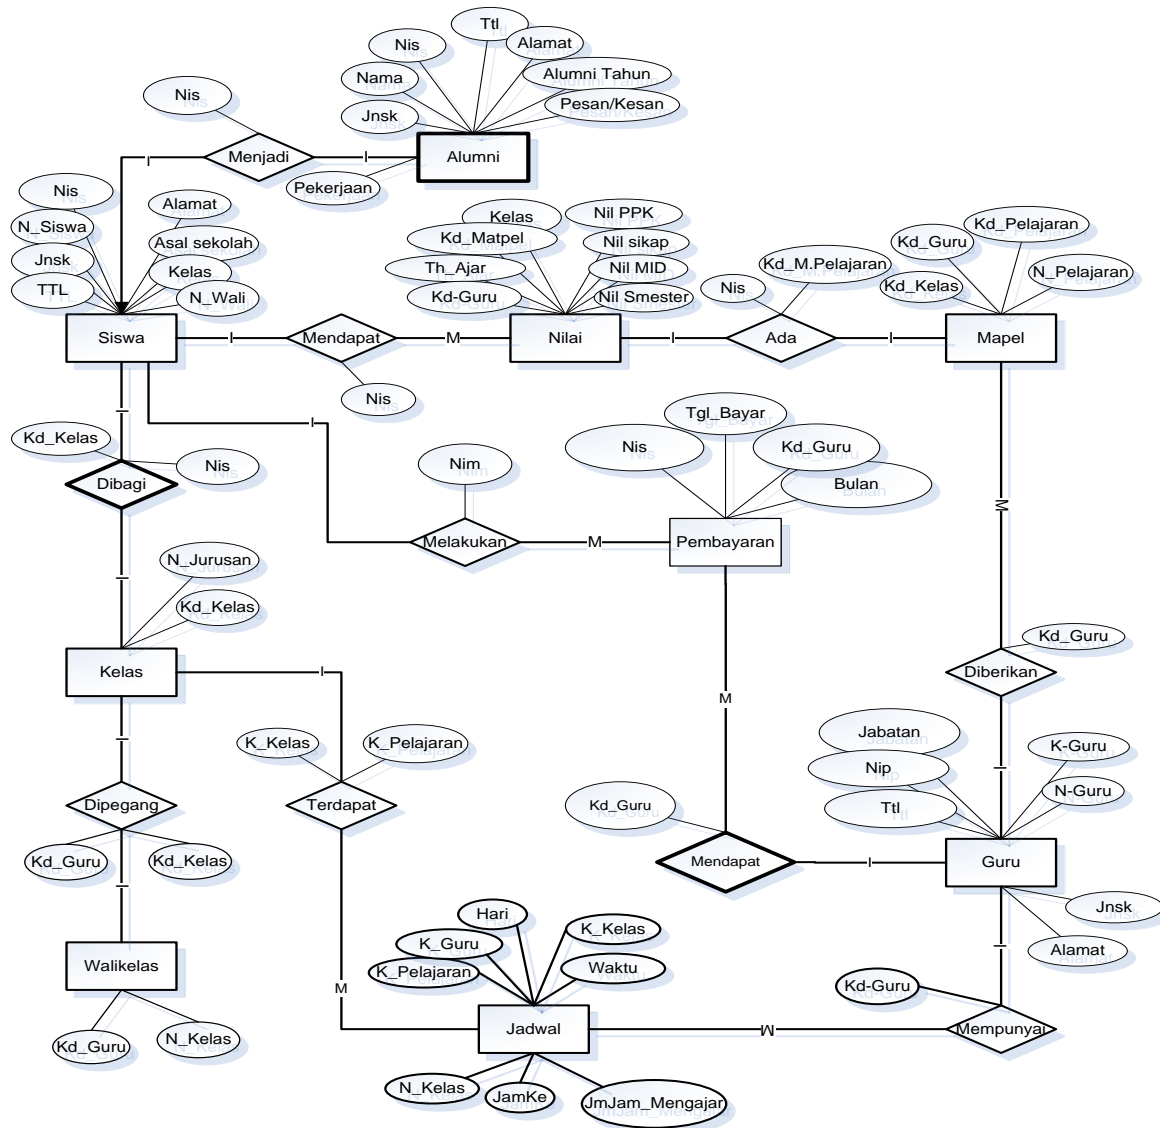 Ttl
Nis
Alamat
Nama
Alumni Tahun
Nis
Pesan/Kesan
Jnsk
Menjadi
I
I
Alumni
Pekerjaan
Nis
Alamat
N_Siswa
Asal sekolah
Jnsk
Kelas
TTL
N_Wali
Kelas
Nil PPK
Kd_Matpel
Nil sikap
Th_Ajar
Nil MID
Kd-Guru
Nil Smester
Kd_Pelajaran
Kd_Guru
Kd_M.Pelajaran
N_Pelajaran
Nis
Kd_Kelas
Siswa
I
Mendapat
M
Nilai
I
Ada
I
Mapel
Nis
I
I
Kd_Kelas
Nis
Dibagi
Tgl_Bayar
Nis
Kd_Guru
Nim
Bulan
M
Melakukan
M
Pembayaran
I
N_Jurusan
Kd_Kelas
Kd_Guru
Kelas
I
Diberikan
M
I
K_Kelas
K_Pelajaran
Jabatan
K-Guru
Nip
N-Guru
Ttl
I
Dipegang
Terdapat
Kd_Guru
Kd_Guru
Kd_Kelas
Mendapat
I
Guru
I
Jnsk
Hari
K_Kelas
K_Guru
Alamat
I
Walikelas
K_Pelajaran
Waktu
M
Kd-Guru
Jadwal
M
Mempunyai
Kd_Guru
N_Kelas
N_Kelas
JamKe
JmJam_Mengajar